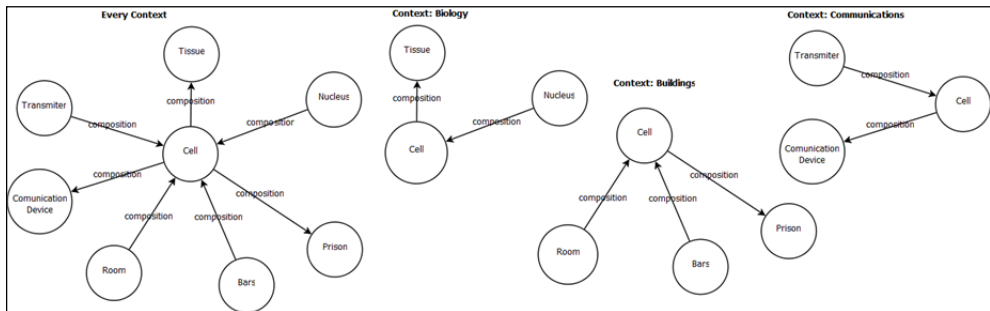 Every Context
Tissue
Transmiter
Nucleus
composition
composition
compositior
Cell
composition
Comunication
Device
composition
composition
composition
Room
Bars
Prison
Context: Biology
Tissue
composition
Nucleus
composition
Cell
Context: Buildings
Cell
composition
composition
composition
Room
Bars
Prison
Context: Communications
Transmiter
composition
Cell
composition
Comunication
Device